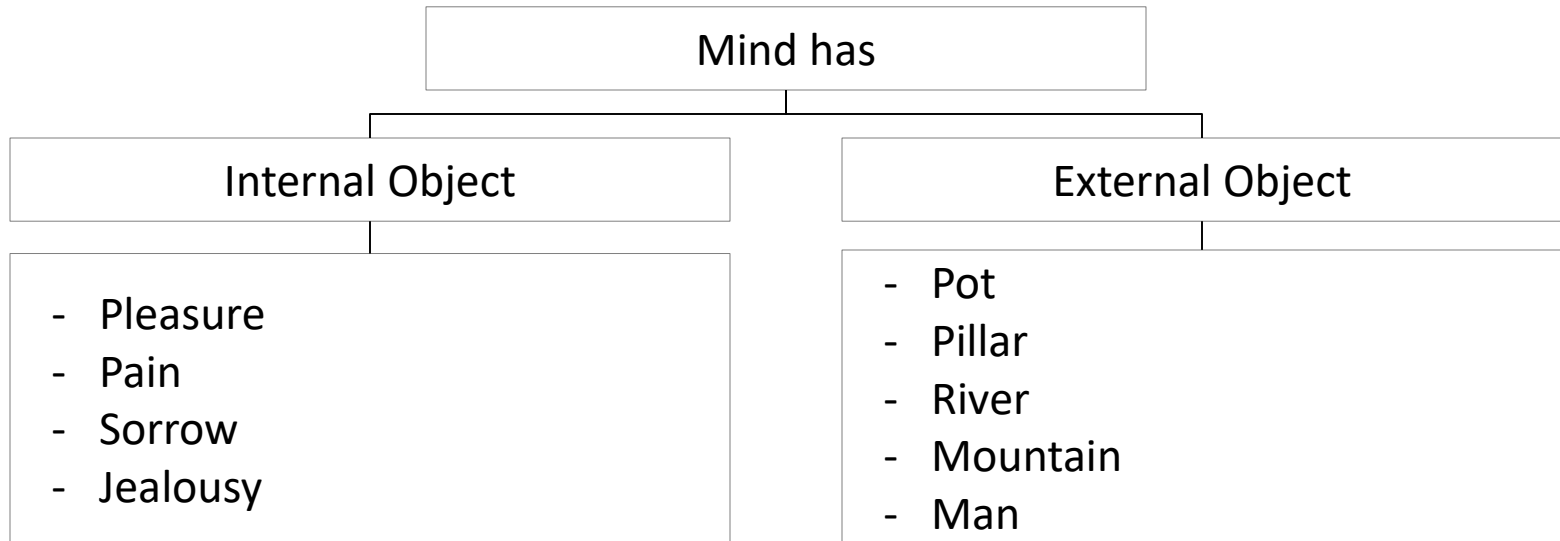 Mind has
Internal Object
External Object
- Pleasure
- Pain
- Sorrow
- Jealousy
- Pot
- Pillar
- River
- Mountain
- Man